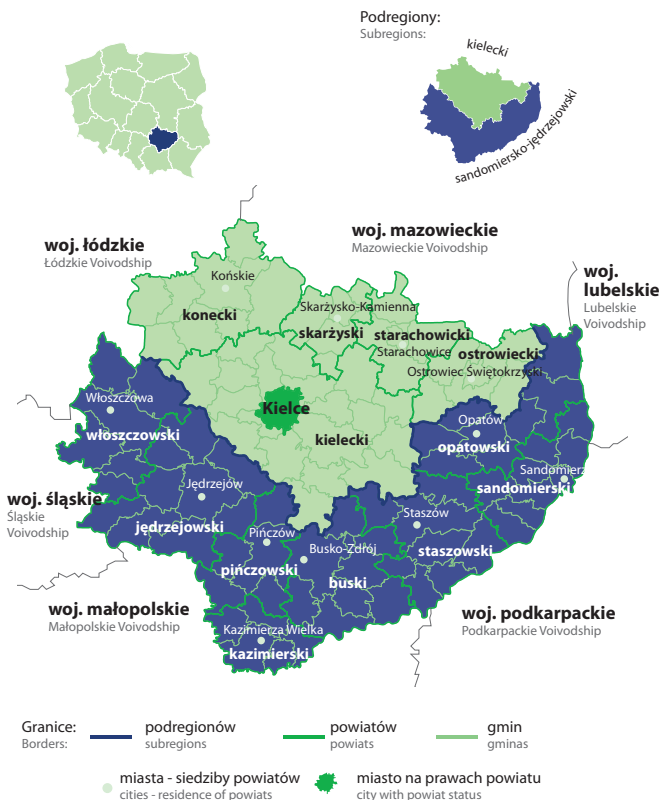 Podregiony:
Subregions:
kielecki
sandomiersko-jędrzejowski
woj. łódzkie
Łódzkie Voivodship
woj. mazowieckie
Mazowieckie Voivodship
woj.
lubelskie
Lubelskie
Voivodship
Końskie
konecki
Skarżysko-Kamienna
skarżyski
starachowicki
Starachowice
ostrowiecki
Ostrowiec Świętokrzyski
Włoszczowa
włoszczowski
Kielce
kielecki
Opatów
opatowski
Sandomierz
sandomierski
Jędrzejów
jędrzejowski
woj. śląskie
Śląskie
Voivodship
Staszów
staszowski
Pińczów
pińczowski
Busko-Zdrój
buski
woj. małopolskie
Małopolskie Voivodship
Kazimierza Wielka
kazimierski
woj. podkarpackie
Podkarpackie Voivodship
Granice:
Borders:
podregionów
subregions
powiatów
powiats
gmin
gminas
miasta - siedziby powiatów
cities - residence of powiats
miasto na prawach powiatu
city with powiat status